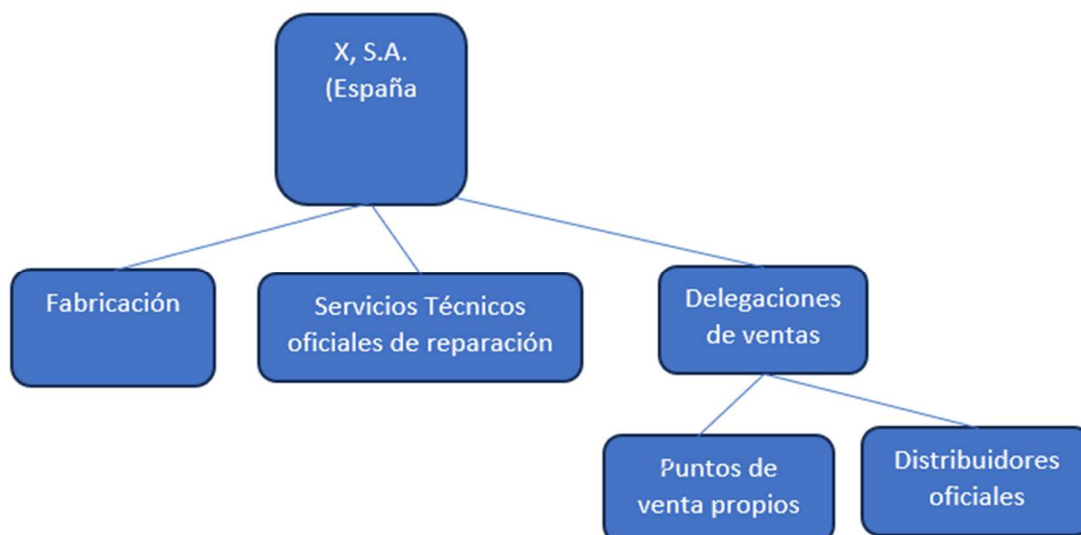 X, S.A.
(España
Fabricación
Servicios Técnicos
oficiales de reparación
Delegaciones
de ventas
Puntos de
venta propios
Distribuidores
oficiales